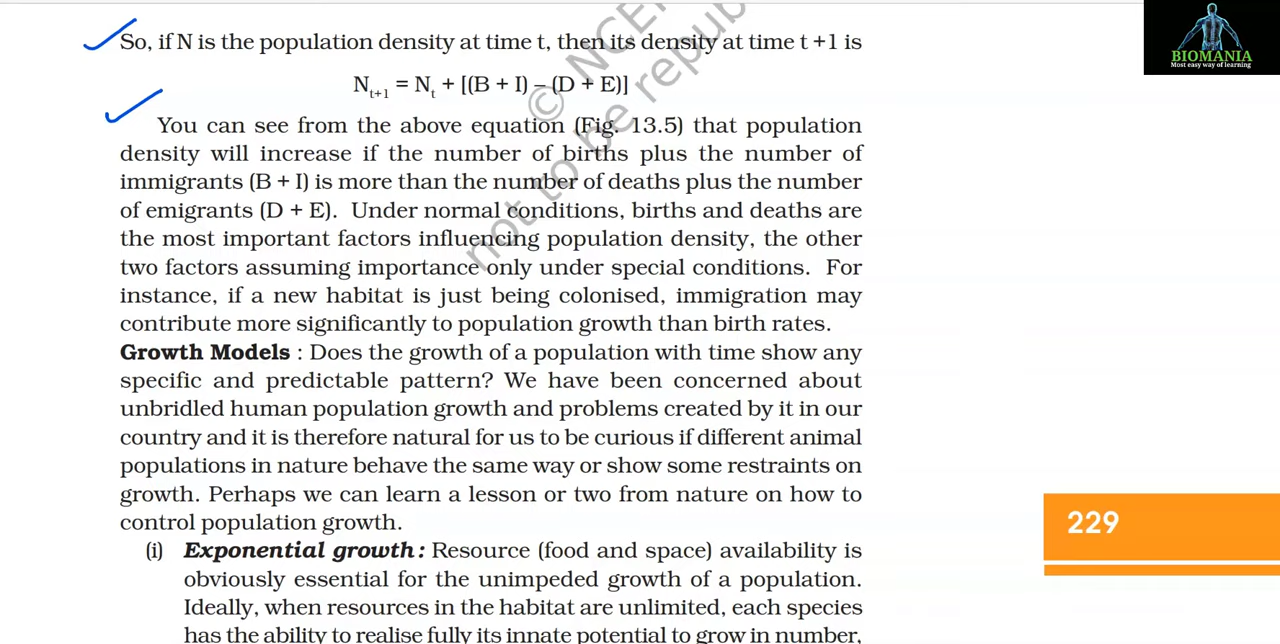 So, if N is the population density at time t, then its density at time t +1 is
BIOMANIA
Most easy way of learning
Nt+1 = Nt + [(B + I) – (D + E)]
You can see from the above equation (Fig. 13.5) that population
density will increase if the number of births plus the number of
immigrants (B + I) is more than the number of deaths plus the number
of emigrants (D + E). Under normal conditions, births and deaths are
the most important factors influencing population density, the other
two factors assuming importance only under special conditions. For
instance, if a new habitat is just being colonised, immigration may
contribute more significantly to population growth than birth rates.
Growth Models : Does the growth of a population with time show any
specific and predictable pattern? We have been concerned about
unbridled human population growth and problems created by it in our
country and it is therefore natural for us to be curious if different animal
populations in nature behave the same way or show some restraints on
growth. Perhaps we can learn a lesson or two from nature on how to
control population growth.
229
(i) Exponential growth: Resource (food and space) availability is
obviously essential for the unimpeded growth of a population.
Ideally, when resources in the habitat are unlimited, each species
has the ability to realise fully its innate potential to grow in number,
not to be